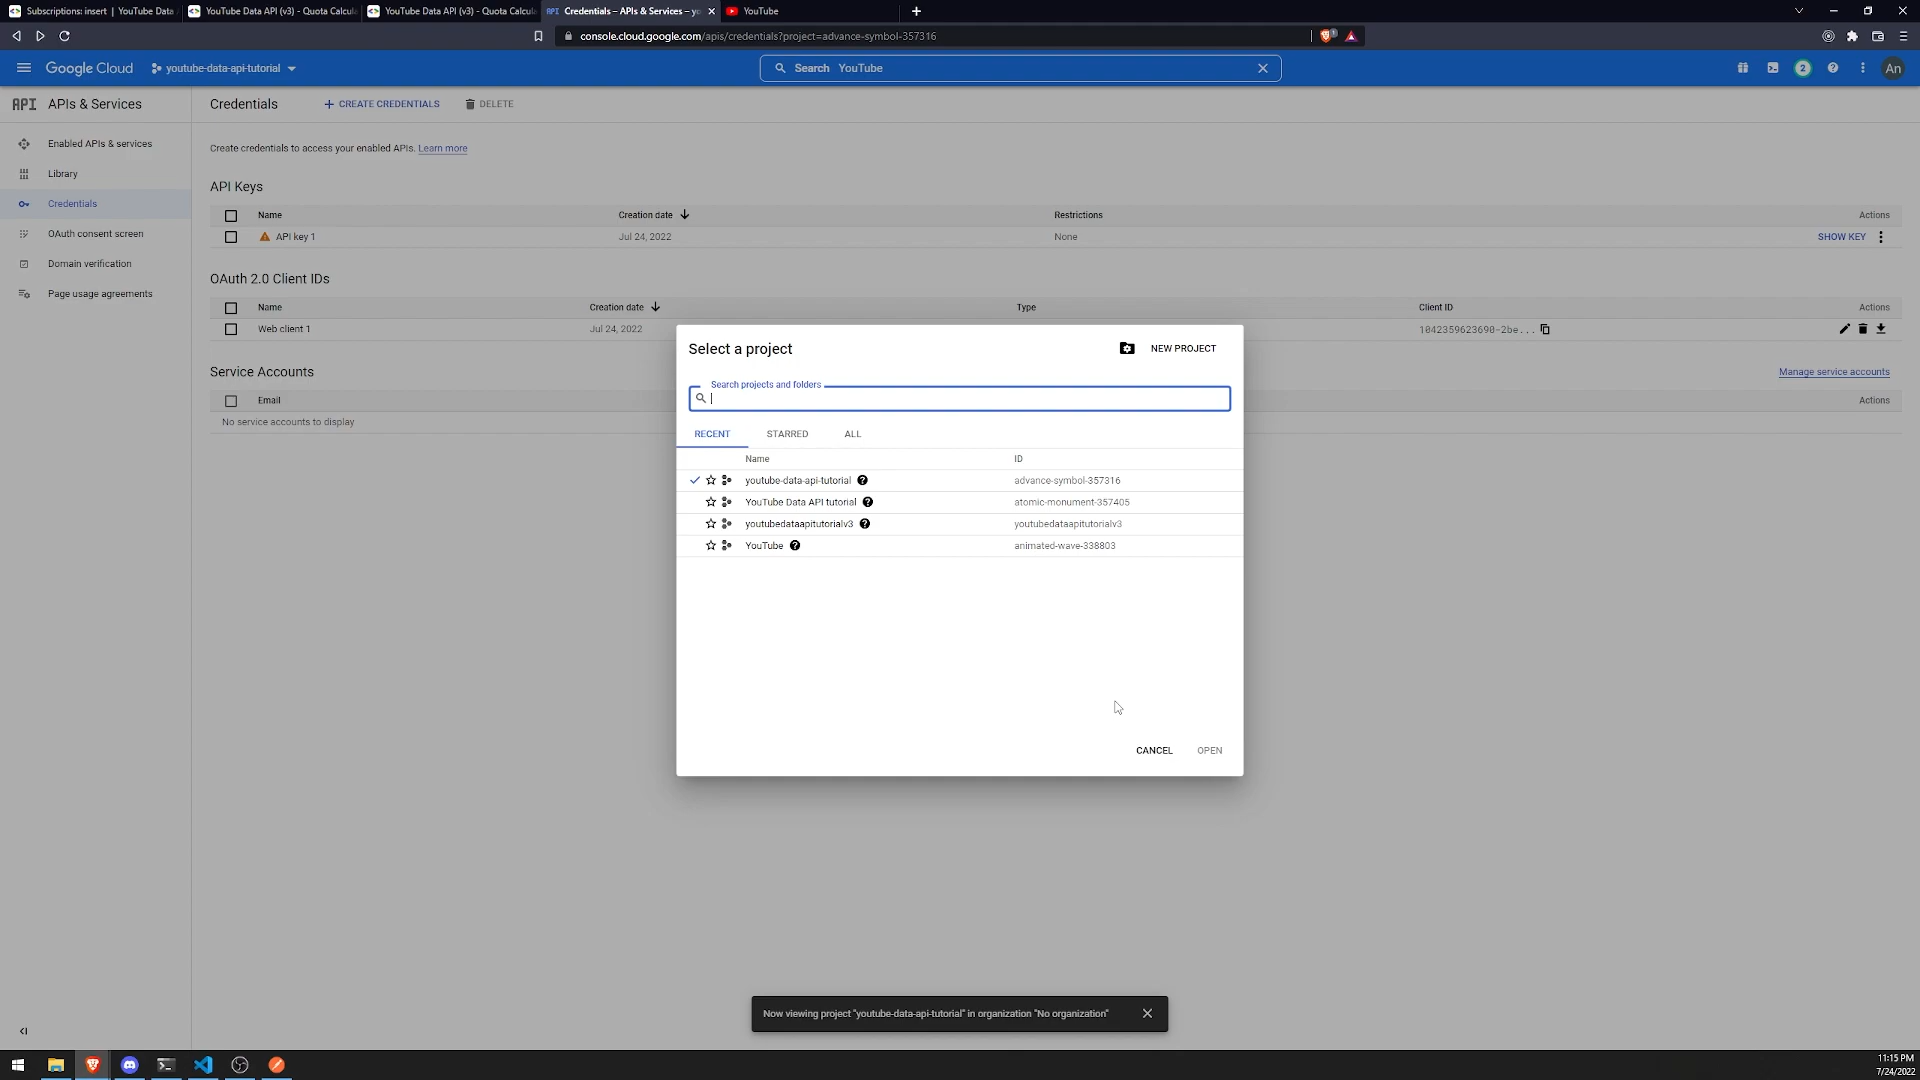 Subscriptions: insert | YouTube Data
YouTube Data API (v3) - Quota Calcul
YouTube Data API (v3) - Quota Calcul
API Credentials – APIs & Services – yo
YouTube
console.cloud.google.com/apis/credentials?project=advance-symbol-357316
1
Google Cloud
youtube-data-api-tutorial
Search YouTube
2
An
API APIs & Services
Credentials
CREATE CREDENTIALS
DELETE
Enabled APIs & services
Library
Credentials
OAuth consent screen
Domain verification
Page usage agreements
Create credentials to access your enabled APIs. Learn more
API Keys
Name Creation date Restrictions Actions
API key 1 Jul 24, 2022 None SHOW KEY
OAuth 2.0 Client IDs
Name Creation date Type Client ID Actions
Web client 1 Jul 24, 2022 1042359623690-2be...
Service Accounts
Manage service accounts
Email Actions
No service accounts to display
Select a project
NEW PROJECT
Search projects and folders
RECENT STARRED ALL
Name ID
youtube-data-api-tutorial advance-symbol-357316
YouTube Data API tutorial atomic-monument-357405
youtubedataapitutorialv3 youtubedataapitutorialv3
YouTube animated-wave-338803
CANCEL OPEN
Now viewing project "youtube-data-api-tutorial" in organization "No organization"
11:15 PM
7/24/2022